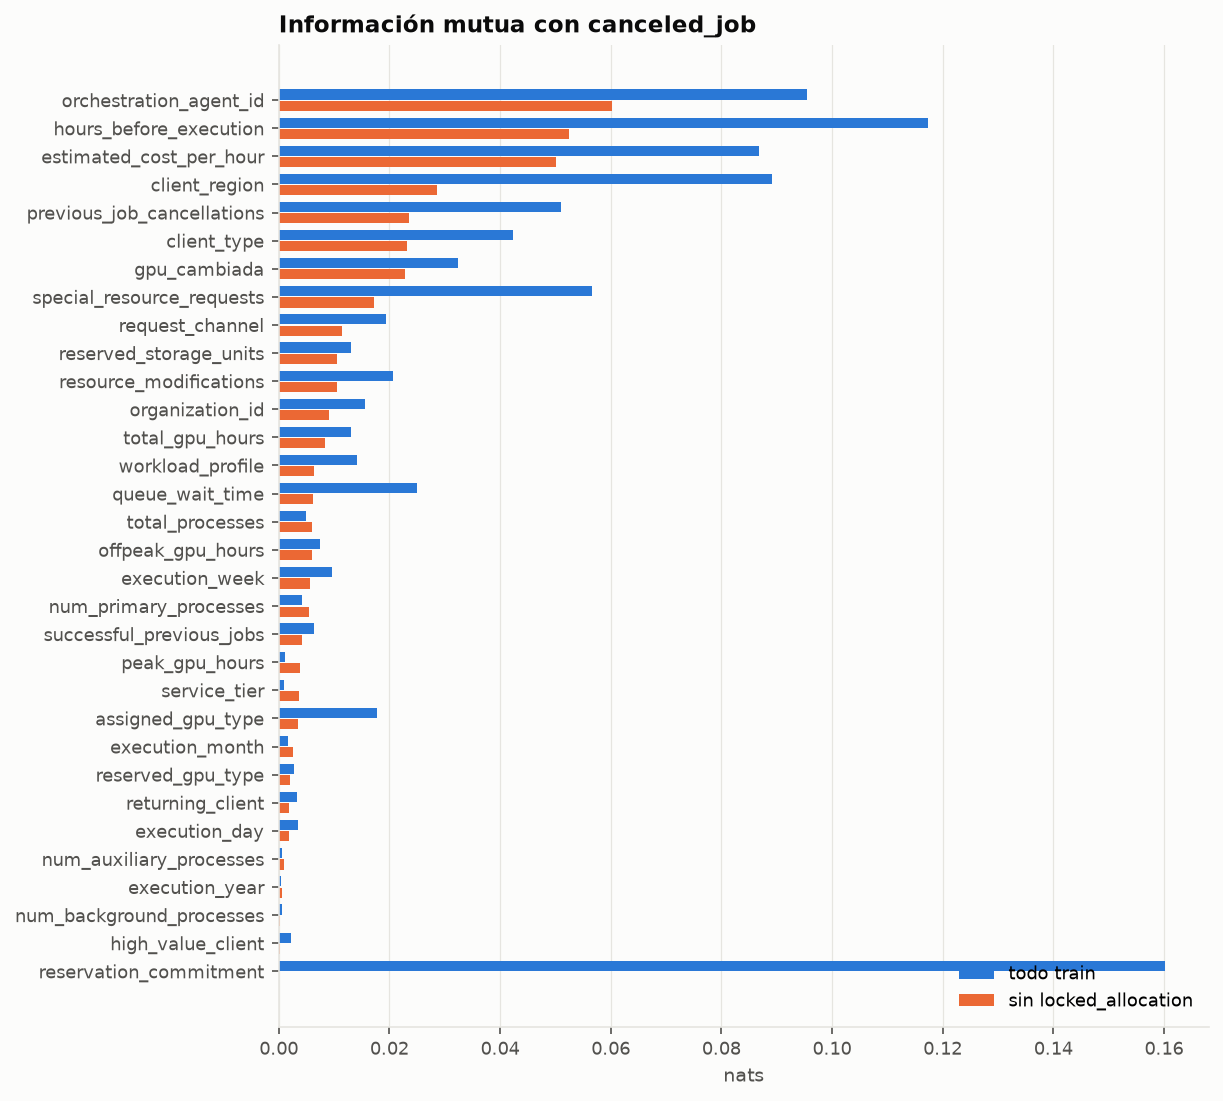 Información mutua con canceled_job
orchestration_agent_id
hours_before_execution
estimated_cost_per_hour
client_region
previous_job_cancellations
client_type
gpu_cambiada
special_resource_requests
request_channel
reserved_storage_units
resource_modifications
organization_id
total_gpu_hours
workload_profile
queue_wait_time
total_processes
offpeak_gpu_hours
execution_week
num_primary_processes
successful_previous_jobs
peak_gpu_hours
service_tier
assigned_gpu_type
execution_month
reserved_gpu_type
returning_client
execution_day
num_auxiliary_processes
execution_year
num_background_processes
high_value_client
reservation_commitment
todo train
sin locked_allocation
0.00 0.02 0.04 0.06 0.08 0.10 0.12 0.14 0.16
nats